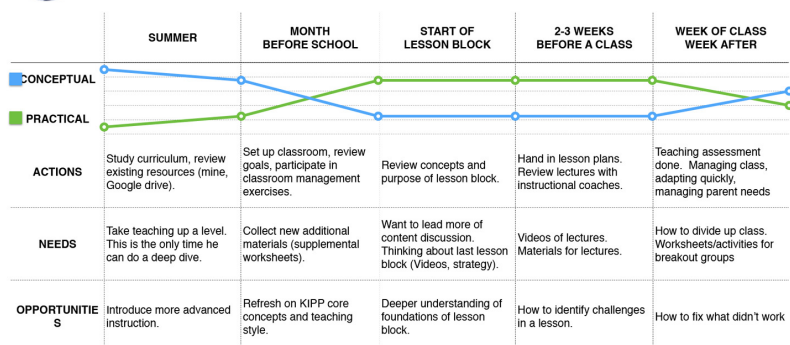 SUMMER
MONTH
BEFORE SCHOOL
START OF
LESSON BLOCK
2-3 WEEKS
BEFORE A CLASS
WEEK OF CLASS
WEEK AFTER
CONCEPTUAL
PRACTICAL
ACTIONS
Study curriculum, review
existing resources (mine,
Google drive).
Set up classroom, review
goals, participate in
classroom management
exercises.
Review concepts and
purpose of lesson block.
Hand in lesson plans.
Review lectures with
instructional coaches.
Teaching assessment
done.  Managing class,
adapting quickly,
managing parent needs
NEEDS
Take teaching up a level.
This is the only time he
can do a deep dive.
Collect new additional
materials (supplemental
worksheets).
Want to lead more of
content discussion.
Thinking about last lesson
block (Videos, strategy).
Videos of lectures.
Materials for lectures.
How to divide up class.
Worksheets/activities for
breakout groups
OPPORTUNITIE
S
Introduce more advanced
instruction.
Refresh on KIPP core
concepts and teaching
style.
Deeper understanding of
foundations of lesson
block.
How to identify challenges
in a lesson.
How to fix what didn't work